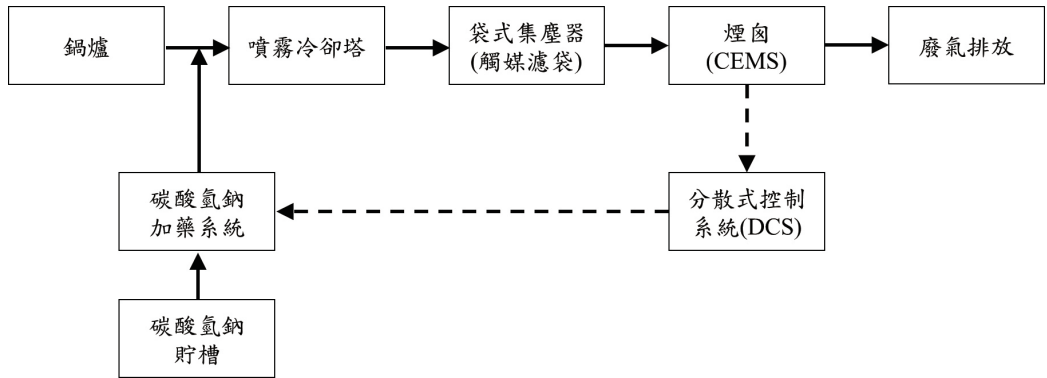 鍋爐
噴霧冷卻塔
袋式集塵器
(觸媒濾袋)
煙囪
(CEMS)
廢氣排放
碳酸氫鈉
加藥系統
分散式控制
系統(DCS)
碳酸氫鈉
貯槽